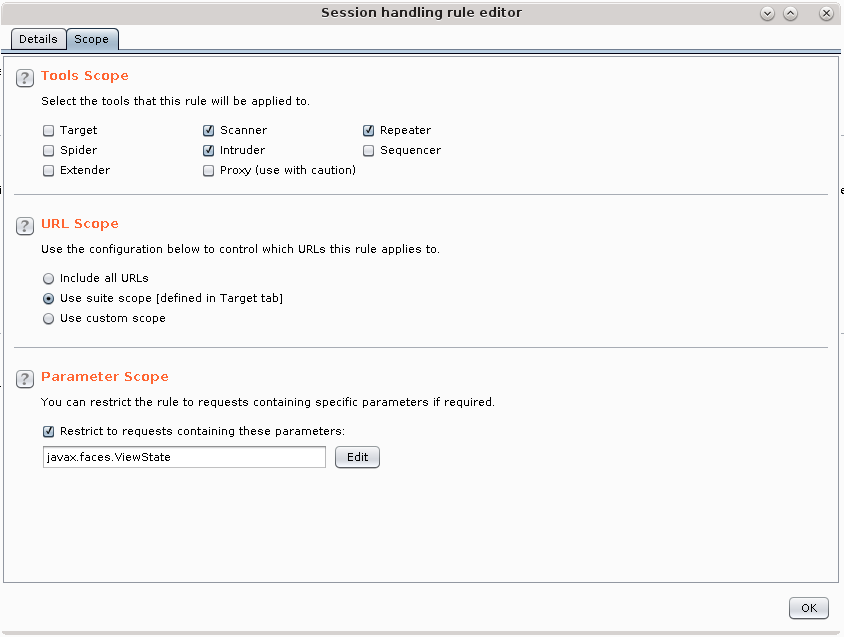 Session handling rule editor
Details Scope
? Tools Scope
Select the tools that this rule will be applied to.
Target Scanner Repeater
Spider Intruder Sequencer
Extender Proxy (use with caution)
? URL Scope
Use the configuration below to control which URLs this rule applies to.
Include all URLs
Use suite scope [defined in Target tab]
Use custom scope
? Parameter Scope
You can restrict the rule to requests containing specific parameters if required.
Restrict to requests containing these parameters:
javax.faces.ViewState Edit
OK